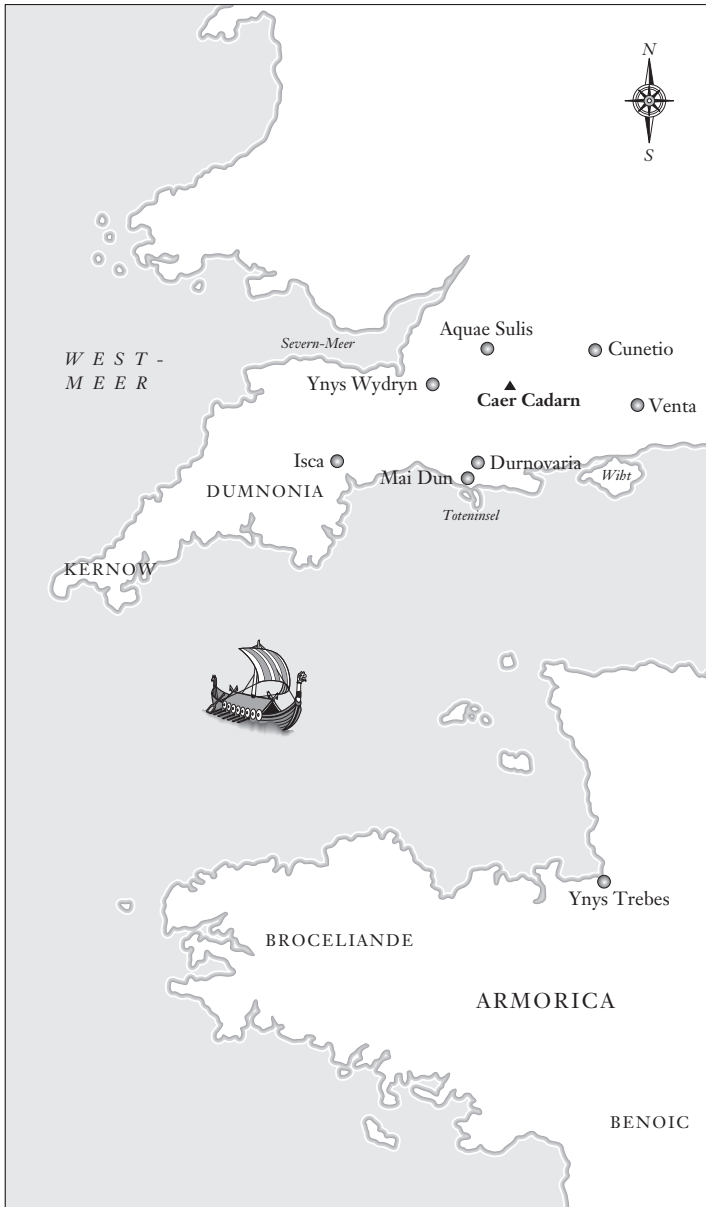 N
S
Aquae Sulis
Cunetio
Severn-Meer
WEST-
MEER
Ynys Wydryn
Caer Cadarn
Venta
Isca
Durnovaria
Mai Dun
Wiht
DUMNONIA
Toteninsel
KERNOW
Ynys Trebes
BROCELIANDE
ARMORICA
BENOIC